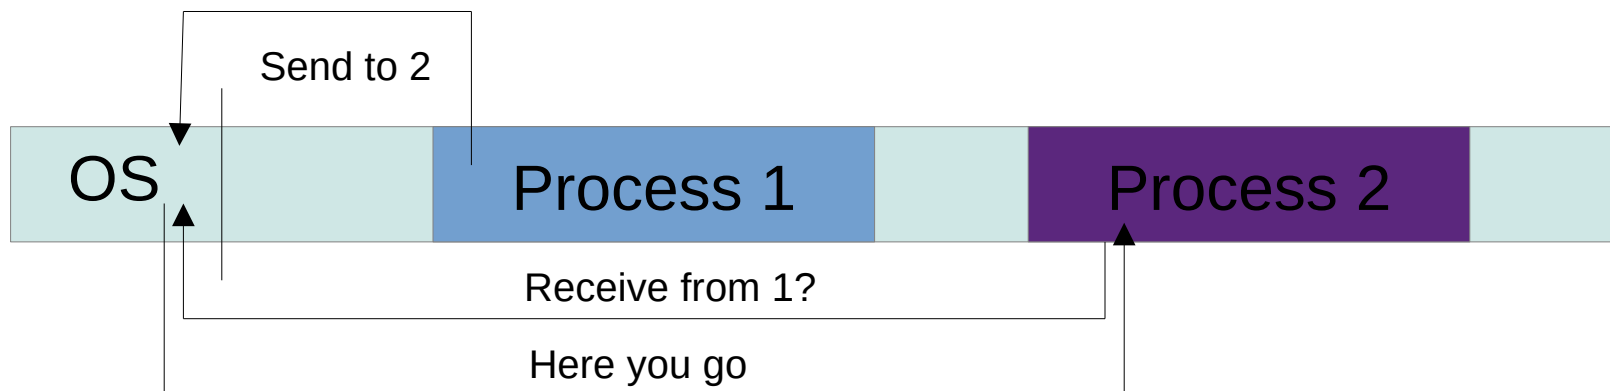 Send to 2
OS
Process 1
Process 2
Receive from 1?
Here you go